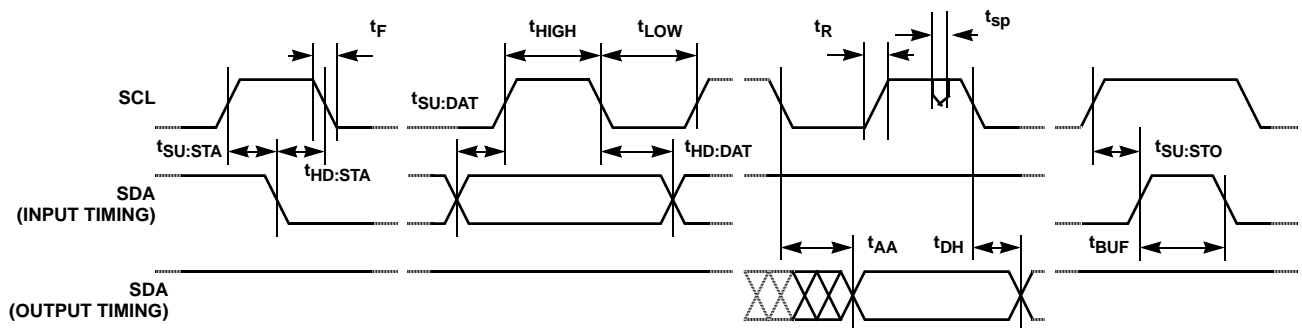 tF
tHIGH
tLOW
tR
tsp
SCL
tSU:DAT
tSU:STA
tHD:STA
tHD:DAT
tSU:STO
SDA
(INPUT TIMING)
tAA
tDH
tBUF
SDA
(OUTPUT TIMING)